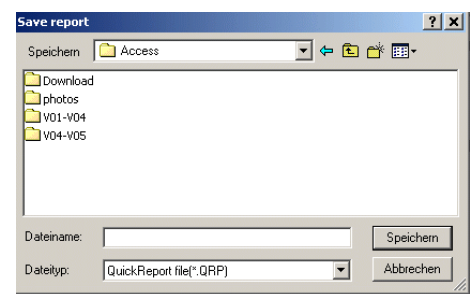 Save report
Speichern
Access
Download
photos
V01-V04
V04-V05
Dateiname:
Speichern
Dateityp:
QuickReport file(*.QRP)
Abbrechen